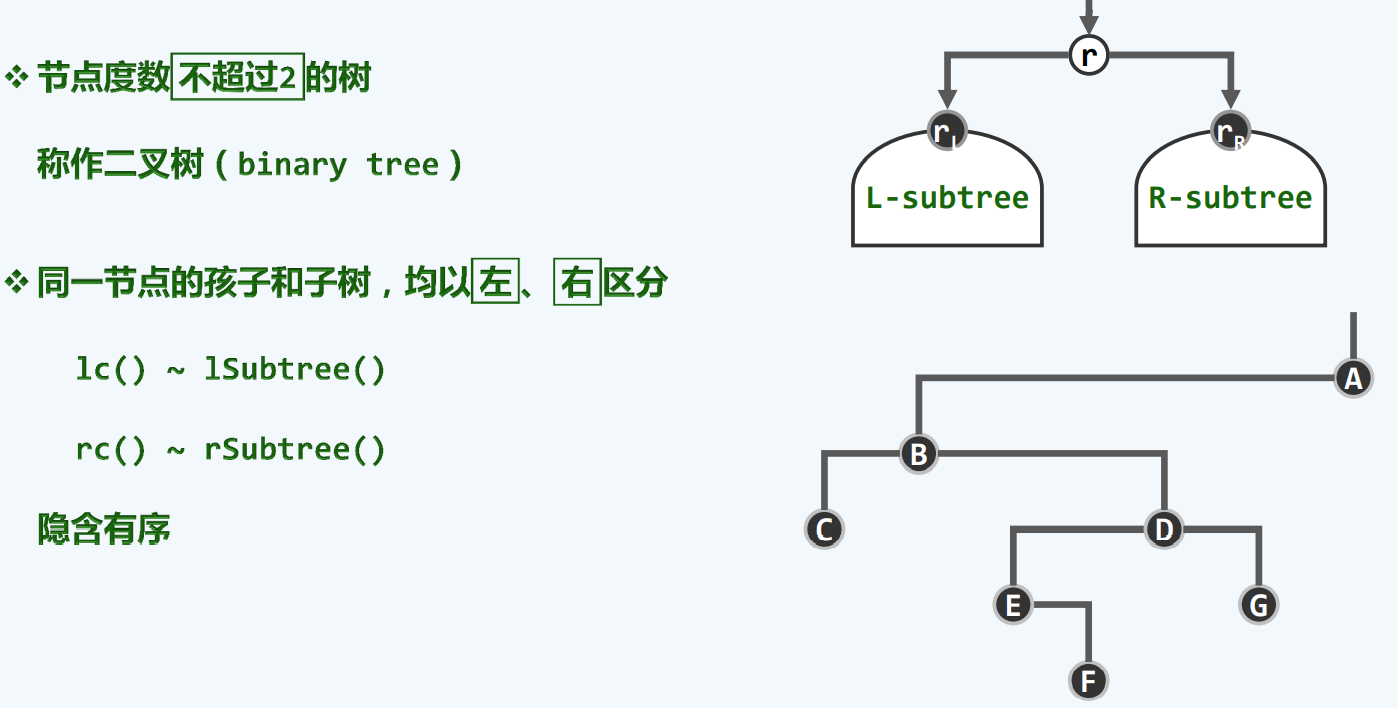 ❖ 节点度数不超过2的树
称作二叉树(binary tree)
❖ 同一节点的孩子和子树,均以左、右区分
lc() ~ lSubtree()
rc() ~ rSubtree()
隐含有序
r
rL
rR
L-subtree
R-subtree
A
B
C
D
E
G
F